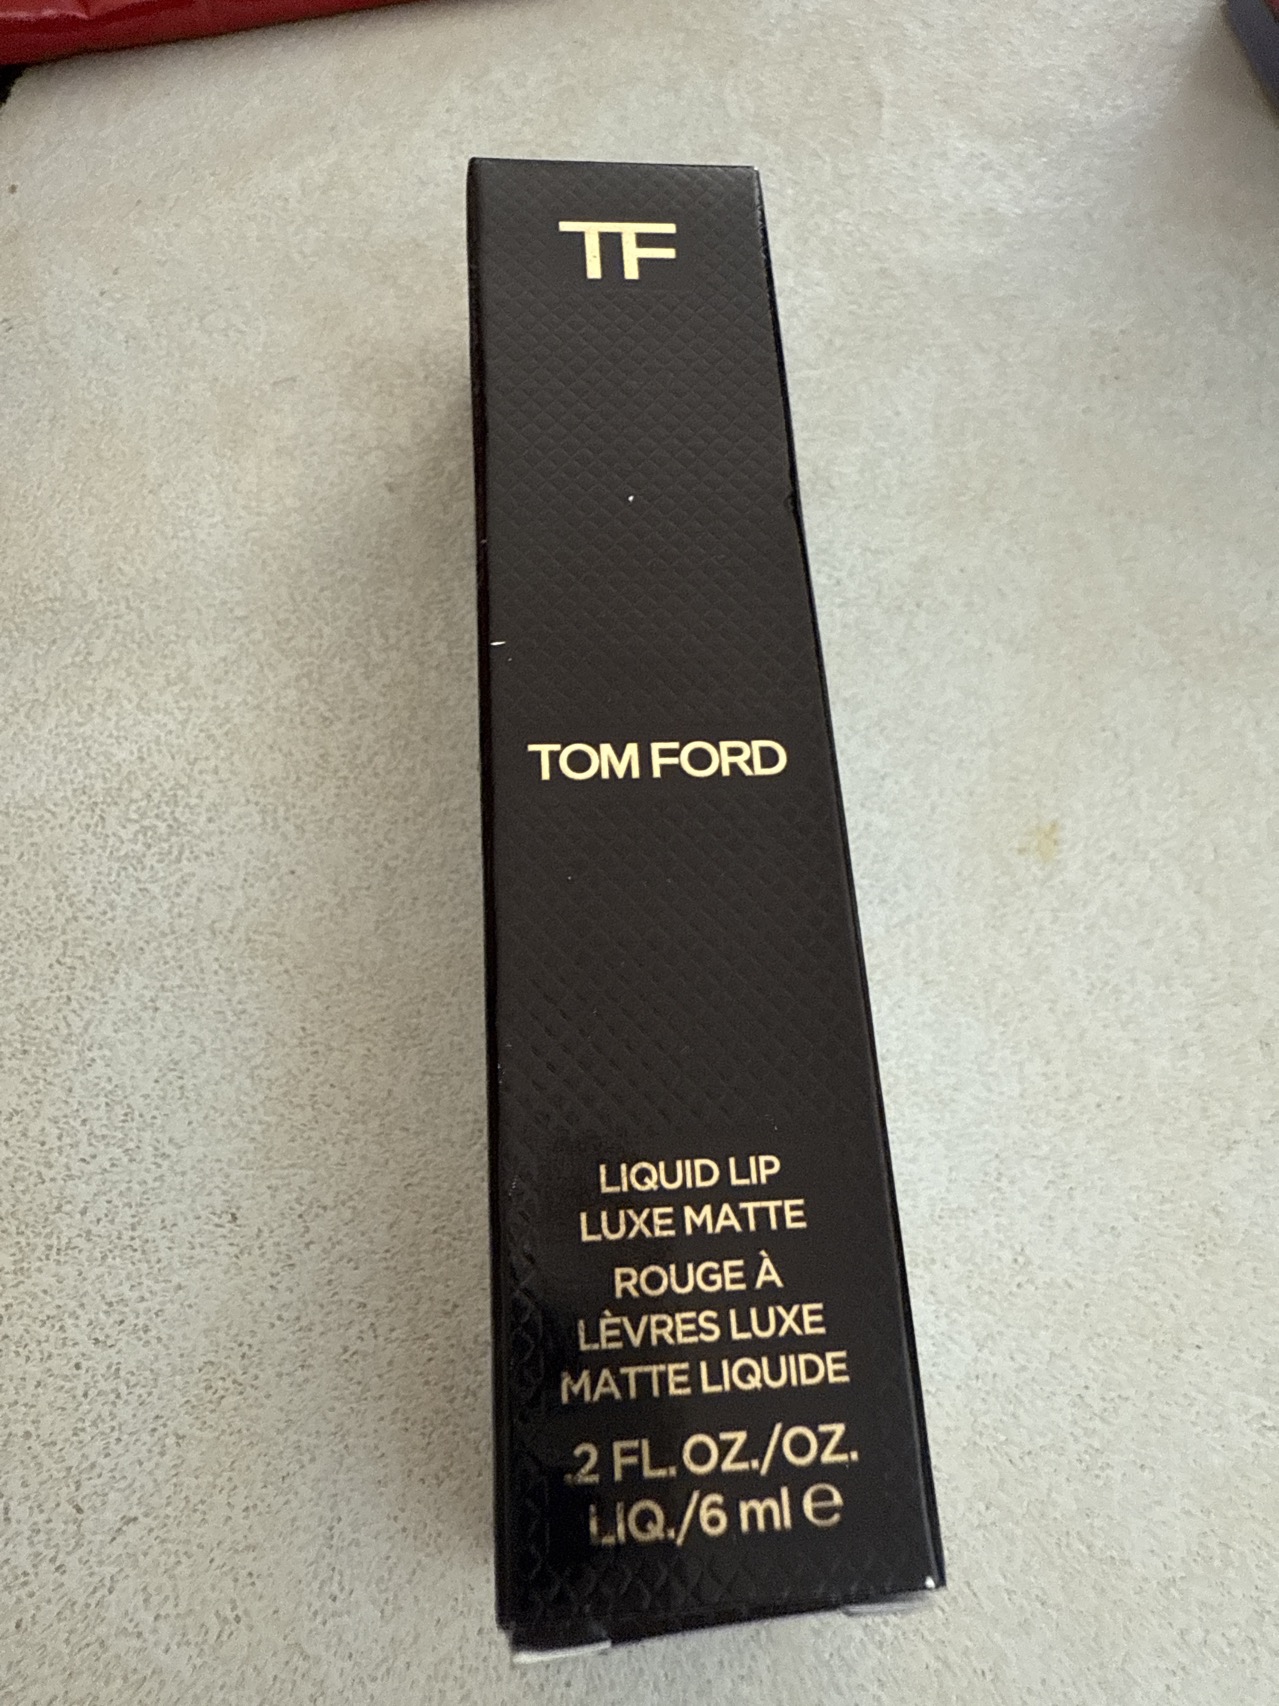 TF
TOM FORD
LIQUID LIP
LUXE MATTE
ROUGE À
LÈVRES LUXE
MATTE LIQUIDE
.2 FL.OZ./OZ.
LIQ./6 ml ℮